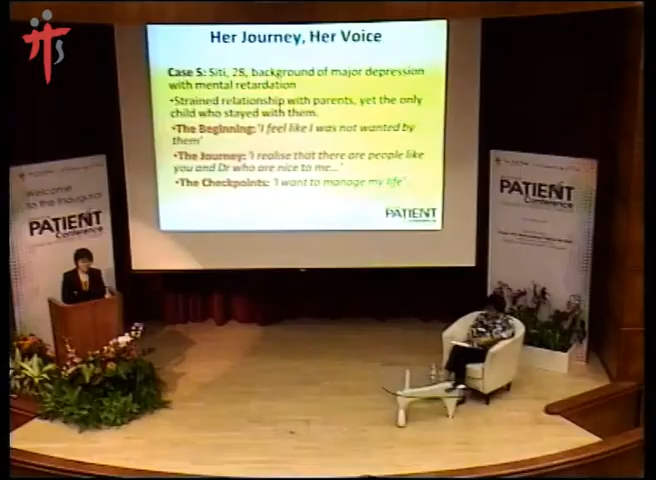 Her Journey, Her Voice
Case 5: Siti, 28, background of major depression
with mental retardation
•Strained relationship with parents, yet the only
child who stayed with them.
•The Beginning: 'I feel like I was not wanted by
them'
•The Journey: 'I realise that there are people like
you and Dr who are nice to me...'
•The Checkpoints: 'I want to manage my life'
PATIENT
Welcome
to the Inaugural
PATIENT
Conference
PATIENT
Conference